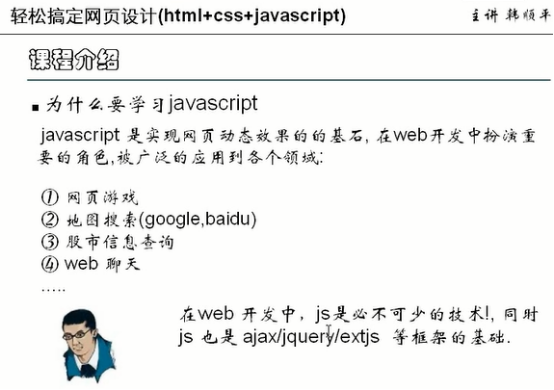 轻松搞定网页设计(html+css+javascript)
主讲 韩顺平
课程介绍
■ 为什么要学习javascript
javascript 是实现网页动态效果的的基石, 在web开发中扮演重
要的角色,被广泛的应用到各个领域:
① 网页游戏
② 地图搜索(google,baidu)
③ 股市信息查询
④ web 聊天
.....
在web 开发中, js是必不可少的技术!, 同时
js 也是 ajax/jquery/extjs 等框架的基础.